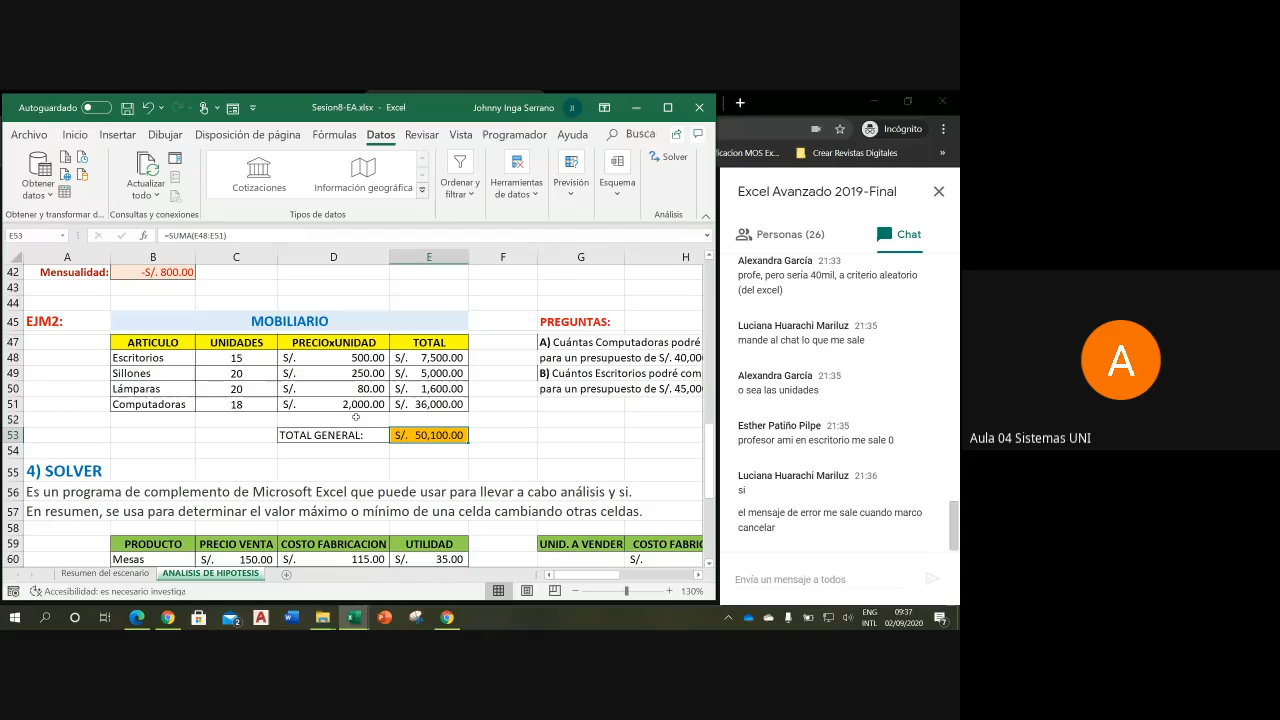 Autoguardado
Sesion8-EA.xlsx - Excel
Johnny Inga Serrano
JI
Archivo Inicio Insertar Dibujar Disposición de página Fórmulas Datos Revisar Vista Programador Ayuda Busca
Obtener datos
Actualizar todo
Cotizaciones
Información geográfica
Ordenar y filtrar
Herramientas de datos
Previsión
Esquema
Solver
Obtener y transformar d...
Consultas y conexiones
Tipos de datos
Análisis
E53
fx
=SUMA(E48:E51)
A B C D E F G H
42 Mensualidad: -S/. 800.00
43
44
45 EJM2: MOBILIARIO PREGUNTAS:
47 ARTICULO UNIDADES PRECIOxUNIDAD TOTAL A) Cuántas Computadoras podré
48 Escritorios 15 S/. 500.00 S/. 7,500.00 para un presupuesto de S/. 40,00
49 Sillones 20 S/. 250.00 S/. 5,000.00 B) Cuántos Escritorios podré com
50 Lámparas 20 S/. 80.00 S/. 1,600.00 para un presupuesto de S/. 45,00
51 Computadoras 18 S/. 2,000.00 S/. 36,000.00
52
53 TOTAL GENERAL: S/. 50,100.00
54
55 4) SOLVER
56 Es un programa de complemento de Microsoft Excel que puede usar para llevar a cabo análisis y si.
57 En resumen, se usa para determinar el valor máximo o mínimo de una celda cambiando otras celdas.
58
59 PRODUCTO PRECIO VENTA COSTO FABRICACION UTILIDAD UNID. A VENDER COSTO FABRIC
60 Mesas S/. 150.00 S/. 115.00 S/. 35.00 S/.
Resumen del escenario ANALISIS DE HIPOTESIS
Accesibilidad: es necesario investiga
130%
Incógnito
ficacion MOS Ex...
Crear Revistas Digitales
»
Excel Avanzado 2019-Final
Personas (26)
Chat
Alexandra García 21:33
profe, pero sería 40mil, a criterio aleatorio
(del excel)
Luciana Huarachi Mariluz 21:35
mande al chat lo que me sale
Alexandra García 21:35
o sea las unidades
Esther Patiño Pilpe 21:35
profesor ami en escritorio me sale 0
Luciana Huarachi Mariluz 21:36
si
el mensaje de error me sale cuando marco
cancelar
Envía un mensaje a todos
A
Aula 04 Sistemas UNI
ENG
INTL
09:37
02/09/2020